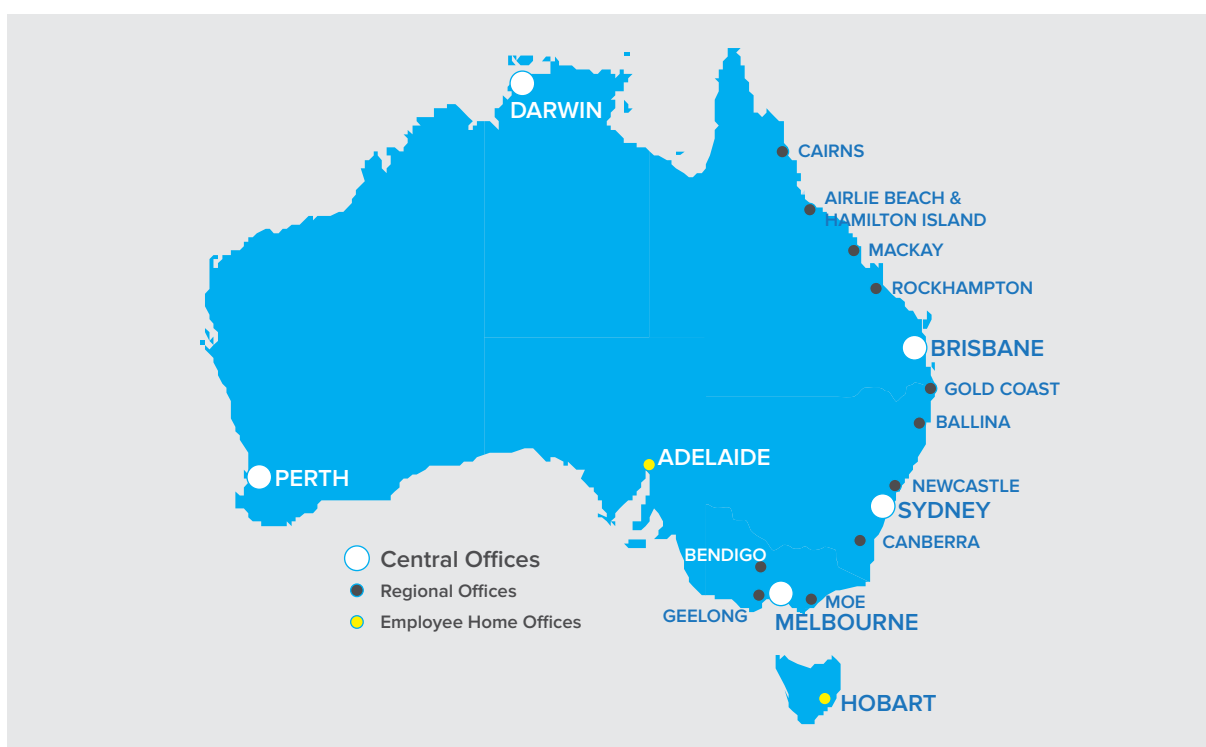 DARWIN
CAIRNS
AIRLIE BEACH &
HAMILTON ISLAND
MACKAY
ROCKHAMPTON
BRISBANE
GOLD COAST
BALLINA
ADELAIDE
PERTH
NEWCASTLE
SYDNEY
CANBERRA
BENDIGO
Central Offices
Regional Offices
Employee Home Offices
MOE
GEELONG
MELBOURNE
HOBART